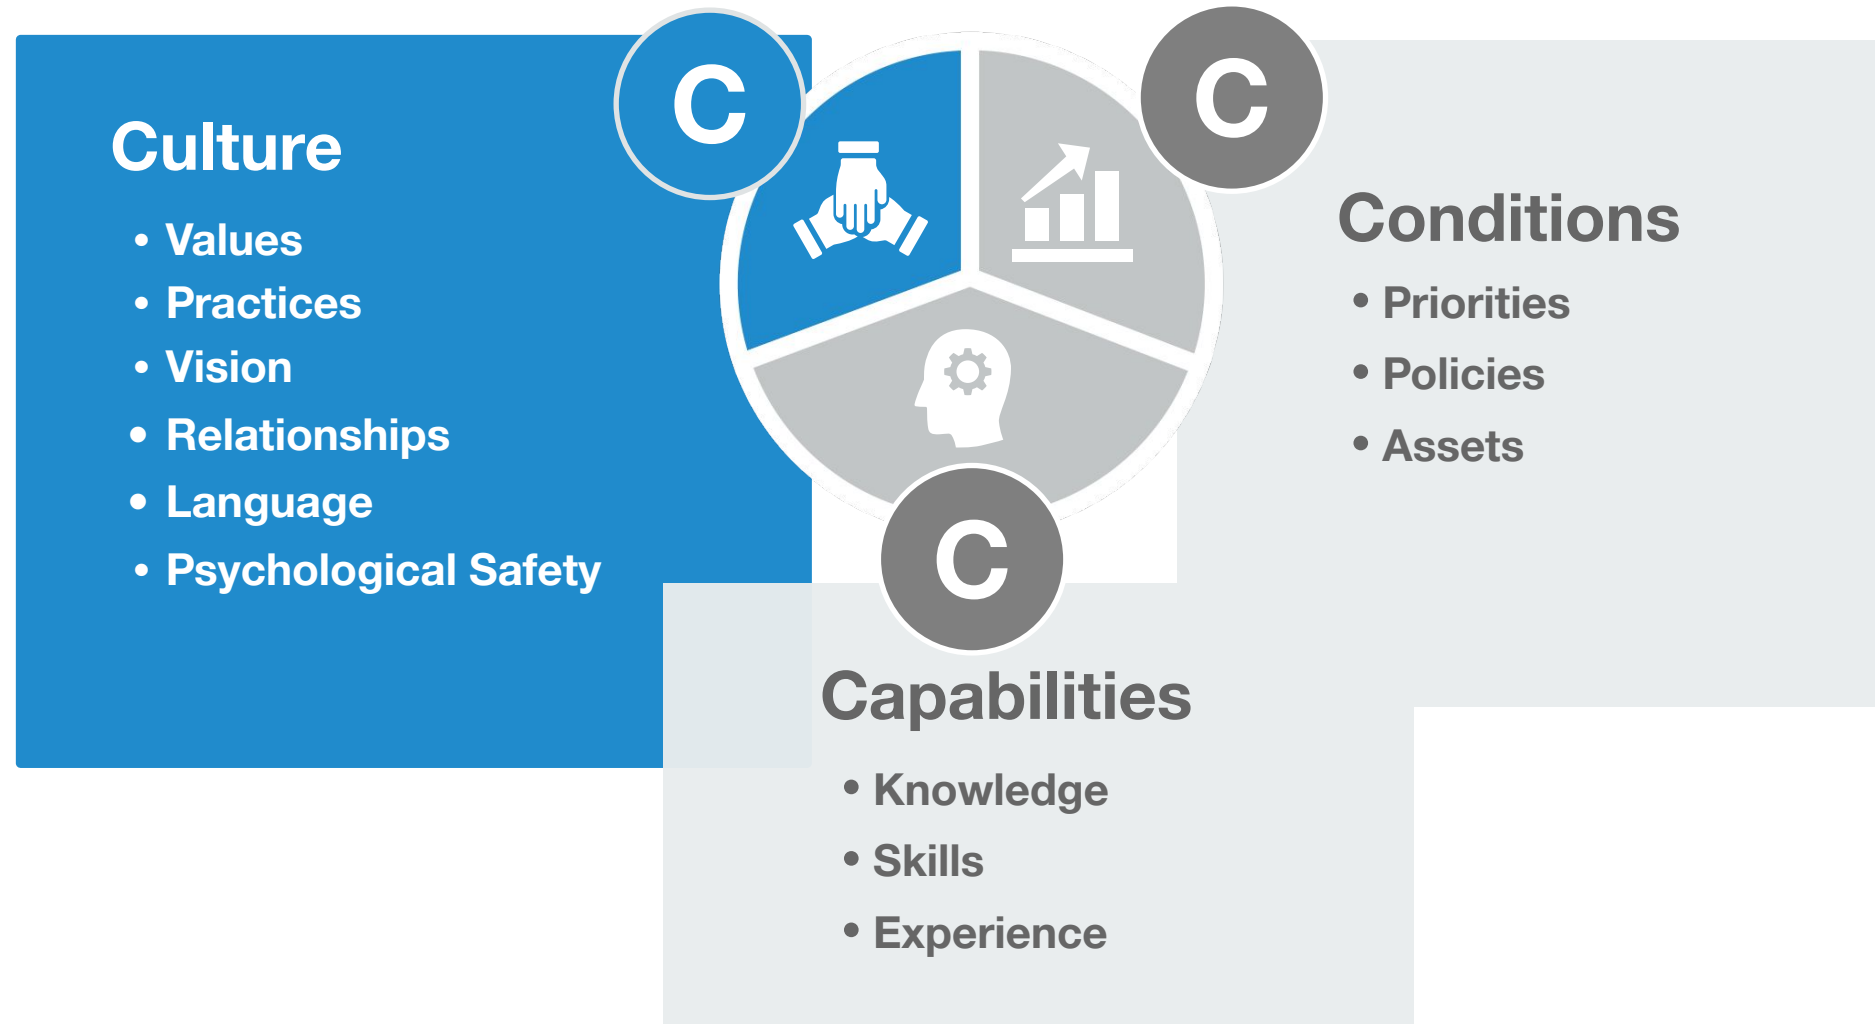 C
Culture
• Values
• Practices
• Vision
• Relationships
• Language
• Psychological Safety
C
Conditions
• Priorities
• Policies
• Assets
C
Capabilities
• Knowledge
• Skills
• Experience